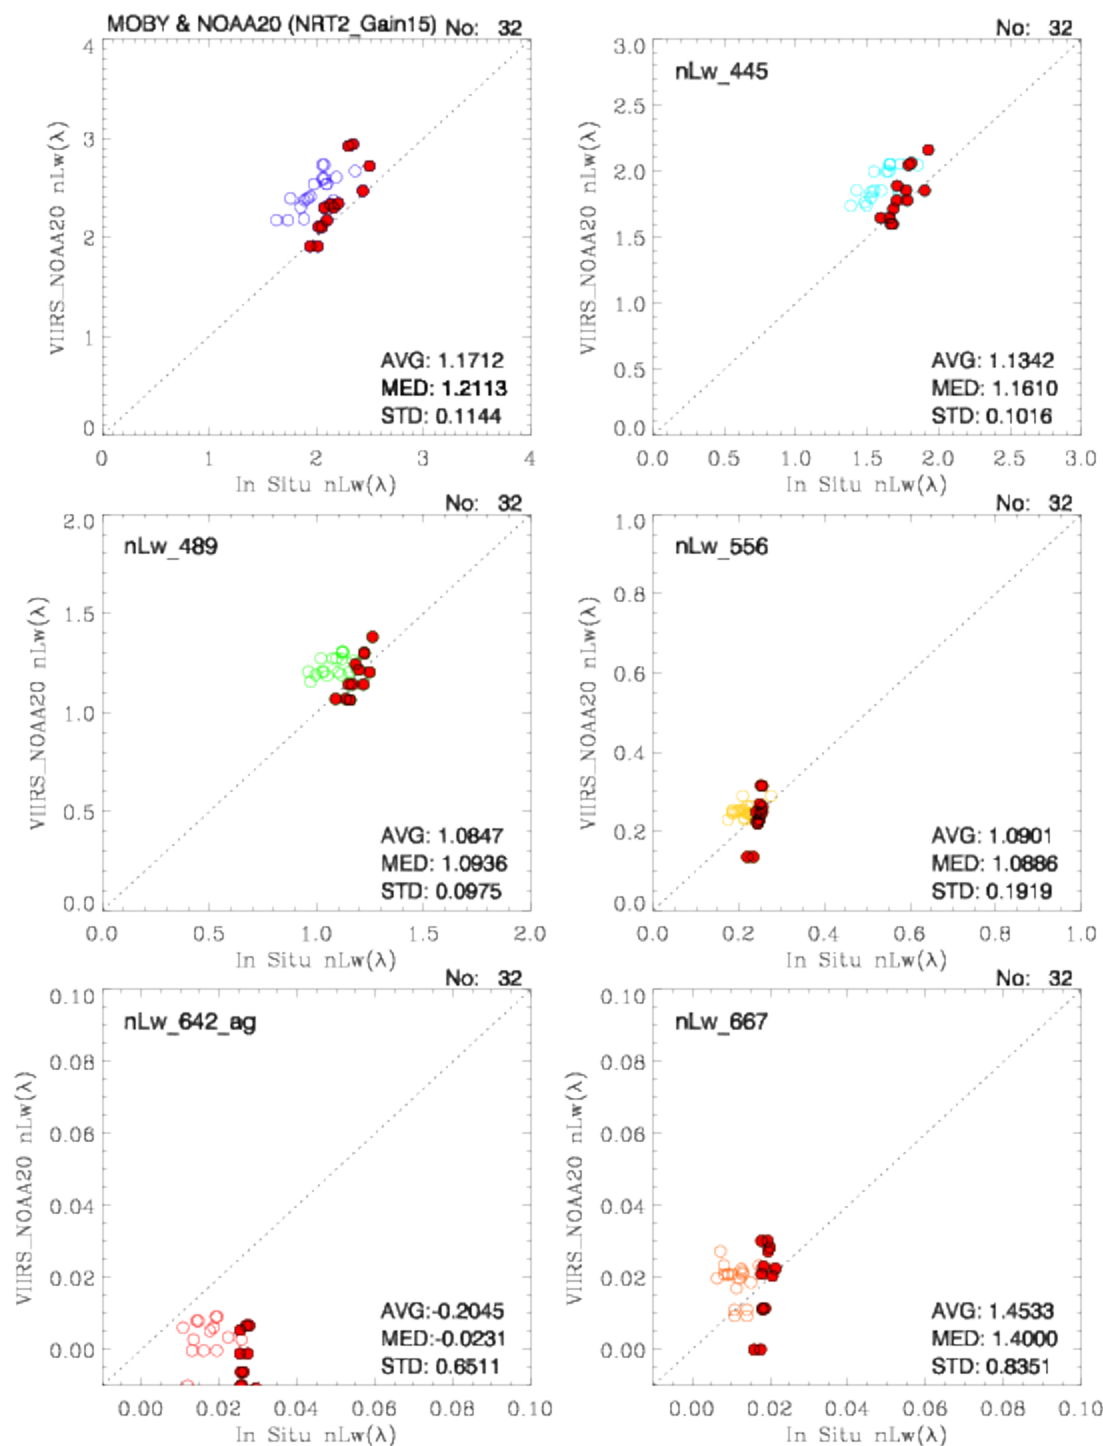 MOBY & NOAA20 (NRT2_Gain15) No: 32
4
3
2
1
0
VIIRS_NOAA20 nLw(λ)
AVG: 1.1712
MED: 1.2113
STD: 0.1144
0 1 2 3 4
In Situ nLw(λ)
No: 32
nLw_445
3.0
2.5
2.0
1.5
1.0
0.5
0.0
VIIRS_NOAA20 nLw(λ)
AVG: 1.1342
MED: 1.1610
STD: 0.1016
0.0 0.5 1.0 1.5 2.0 2.5 3.0
In Situ nLw(λ)
No: 32
nLw_489
2.0
1.5
1.0
0.5
0.0
VIIRS_NOAA20 nLw(λ)
AVG: 1.0847
MED: 1.0936
STD: 0.0975
0.0 0.5 1.0 1.5 2.0
In Situ nLw(λ)
No: 32
nLw_556
1.0
0.8
0.6
0.4
0.2
0.0
VIIRS_NOAA20 nLw(λ)
AVG: 1.0901
MED: 1.0886
STD: 0.1919
0.0 0.2 0.4 0.6 0.8 1.0
In Situ nLw(λ)
No: 32
nLw_642_ag
0.10
0.08
0.06
0.04
0.02
0.00
VIIRS_NOAA20 nLw(λ)
AVG:-0.2045
MED:-0.0231
STD: 0.6511
0.00 0.02 0.04 0.06 0.08 0.10
In Situ nLw(λ)
No: 32
nLw_667
0.10
0.08
0.06
0.04
0.02
0.00
VIIRS_NOAA20 nLw(λ)
AVG: 1.4533
MED: 1.4000
STD: 0.8351
0.00 0.02 0.04 0.06 0.08 0.10
In Situ nLw(λ)